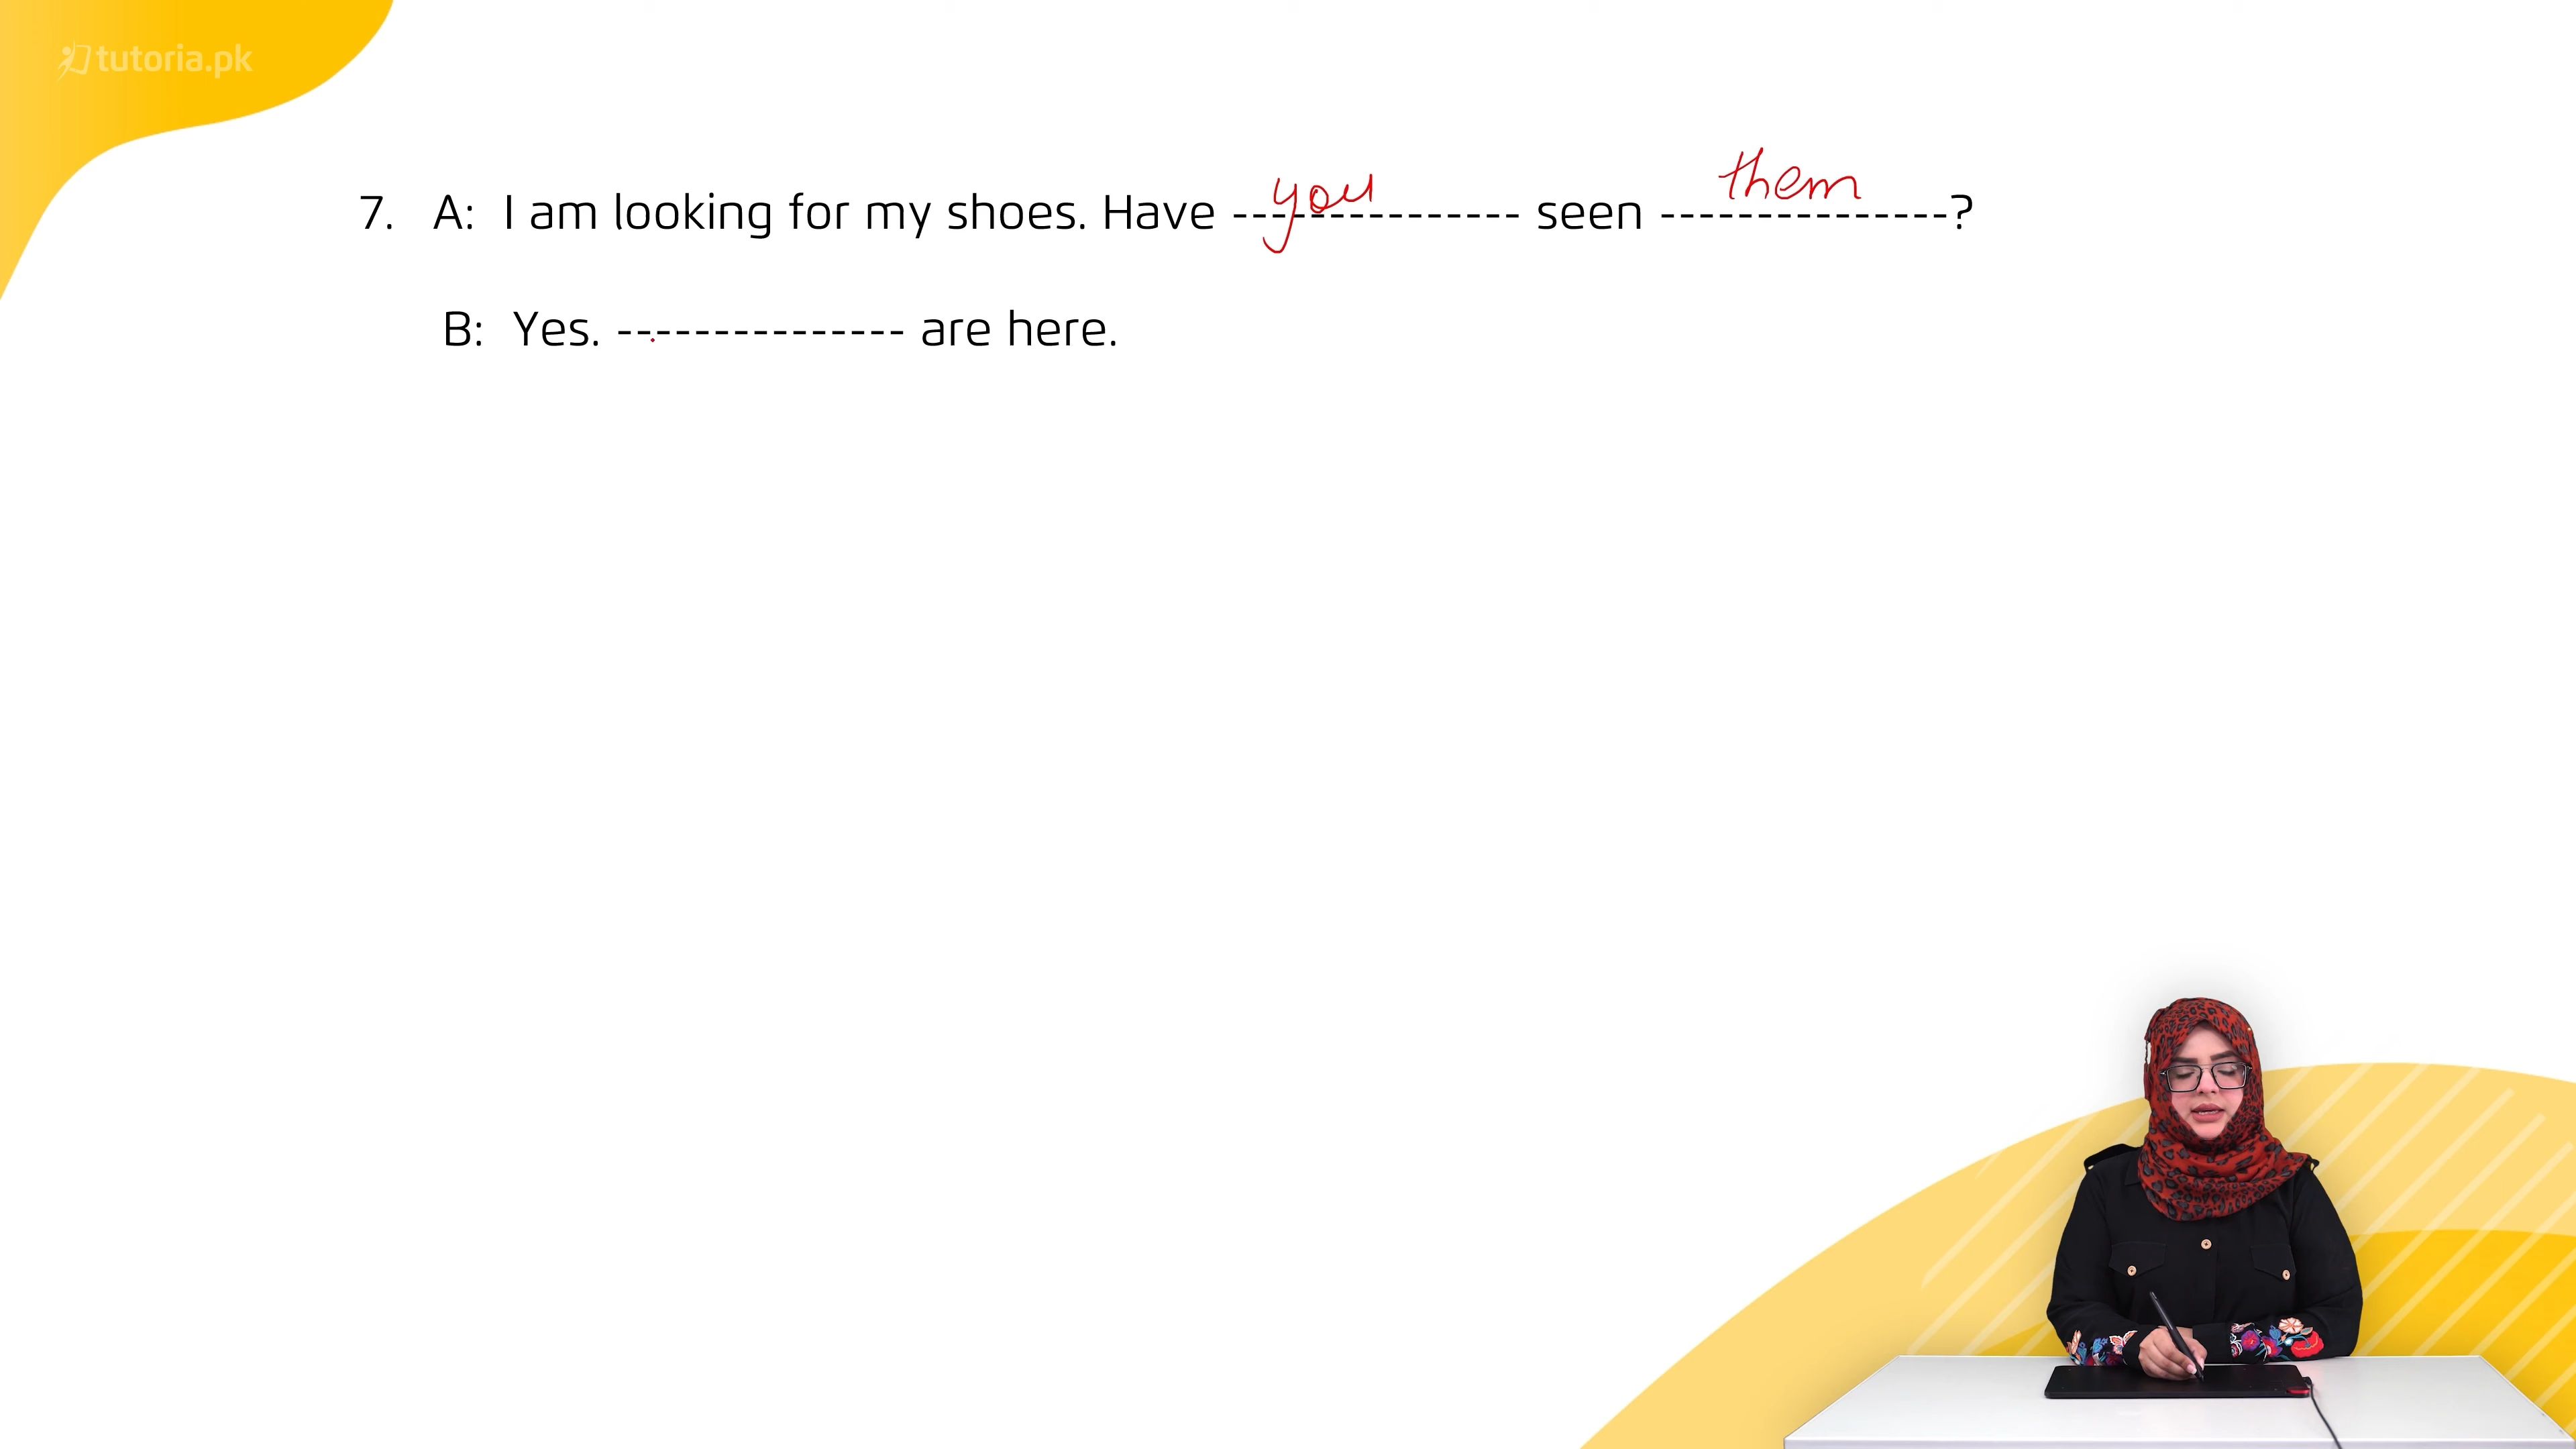 tutoria.pk
7. A: I am looking for my shoes. Have --------------- you seen --------------- them?
B: Yes. --------------- are here.